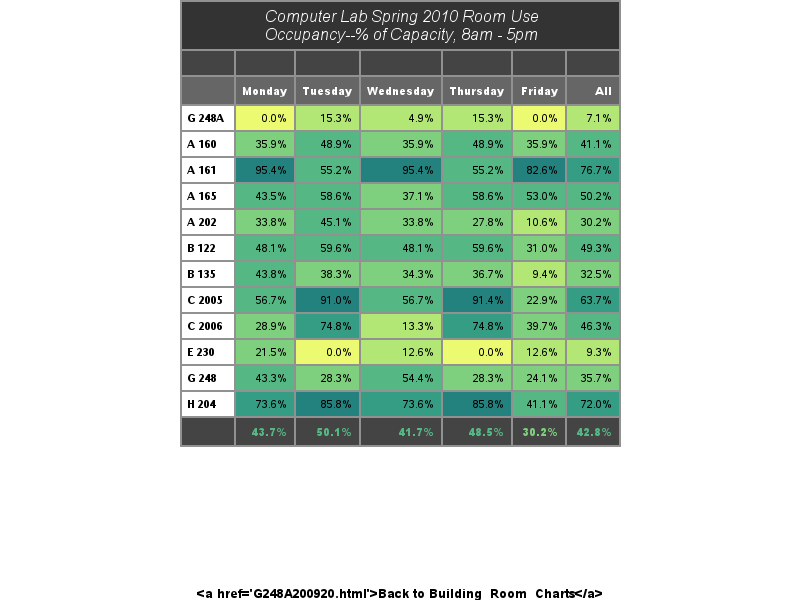 Computer Lab Spring 2010 Room Use
Occupancy--% of Capacity, 8am - 5pm
Monday Tuesday Wednesday Thursday Friday All
G 248A 0.0% 15.3% 4.9% 15.3% 0.0% 7.1%
A 160 35.9% 48.9% 35.9% 48.9% 35.9% 41.1%
A 161 95.4% 55.2% 95.4% 55.2% 82.6% 76.7%
A 165 43.5% 58.6% 37.1% 58.6% 53.0% 50.2%
A 202 33.8% 45.1% 33.8% 27.8% 10.6% 30.2%
B 122 48.1% 59.6% 48.1% 59.6% 31.0% 49.3%
B 135 43.8% 38.3% 34.3% 36.7% 9.4% 32.5%
C 2005 56.7% 91.0% 56.7% 91.4% 22.9% 63.7%
C 2006 28.9% 74.8% 13.3% 74.8% 39.7% 46.3%
E 230 21.5% 0.0% 12.6% 0.0% 12.6% 9.3%
G 248 43.3% 28.3% 54.4% 28.3% 24.1% 35.7%
H 204 73.6% 85.8% 73.6% 85.8% 41.1% 72.0%
43.7% 50.1% 41.7% 48.5% 30.2% 42.8%
<a href='G248A200920.html'>Back to Building  Room  Charts</a>